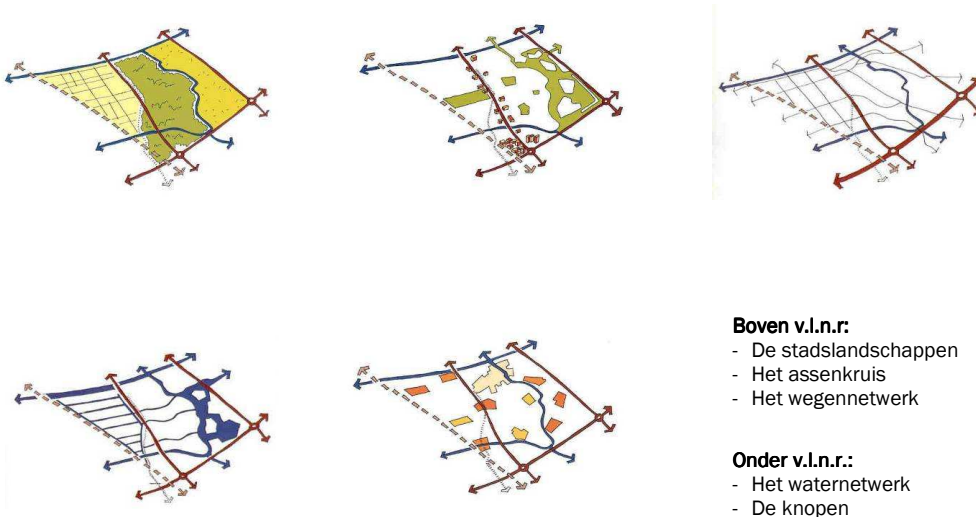 Boven v.l.n.r:
- De stadslandschappen
- Het assenkruis
- Het wegennetwerk
Onder v.l.n.r.:
- Het waternetwerk
- De knopen